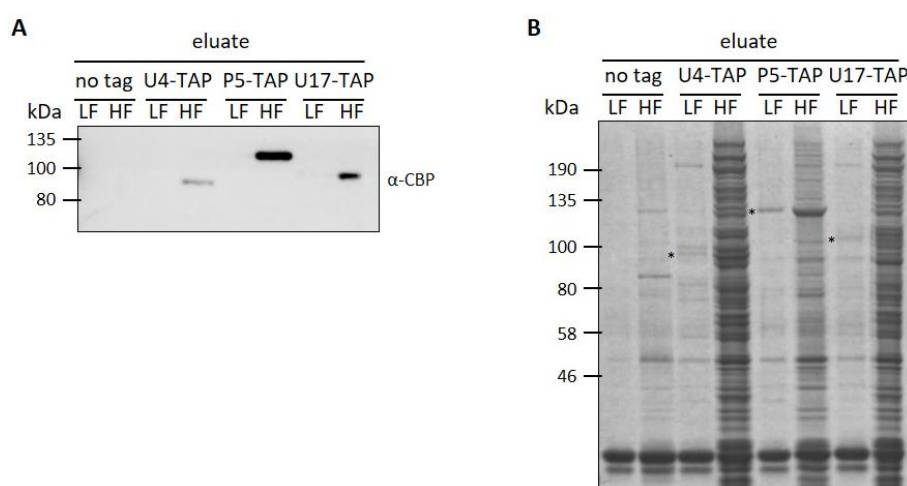 A
eluate
no tag U4-TAP P5-TAP U17-TAP
kDa LF HF LF HF LF HF LF HF
135
100
80
α-CBP
B
eluate
no tag U4-TAP P5-TAP U17-TAP
kDa LF HF LF HF LF HF LF HF
190
135
100
80
58
46
*
*
*